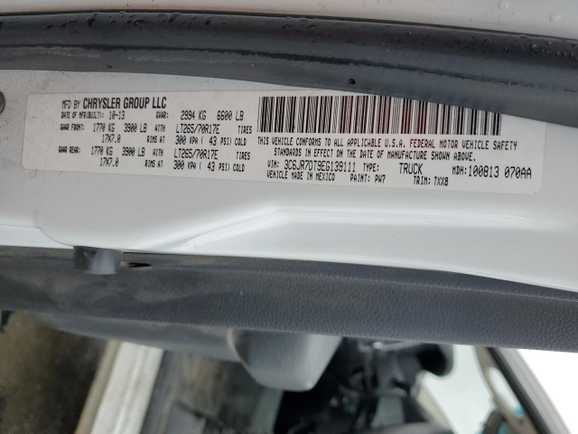 MFD BY CHRYSLER GROUP LLC
DATE OF MFR(BUILT): 10-13 GVWR: 2994 KG 6600 LB
GAWR FRONT: 1770 KG 3900 LB WITH LT265/70R17E TIRES
17X7.0 RIMS AT 300 KPA ( 43 PSI) COLD
GAWR REAR: 1770 KG 3900 LB WITH LT265/70R17E TIRES
17X7.0 RIMS AT 300 KPA ( 43 PSI) COLD
THIS VEHICLE CONFORMS TO ALL APPLICABLE U.S.A. FEDERAL MOTOR VEHICLE SAFETY
STANDARDS IN EFFECT ON THE DATE OF MANUFACTURE SHOWN ABOVE.
VIN: 3C6JR7DT9EG139111 TYPE: TRUCK MDH: 100813 070AA
VEHICLE MADE IN MEXICO PAINT: PW7 TRIM: TXX8